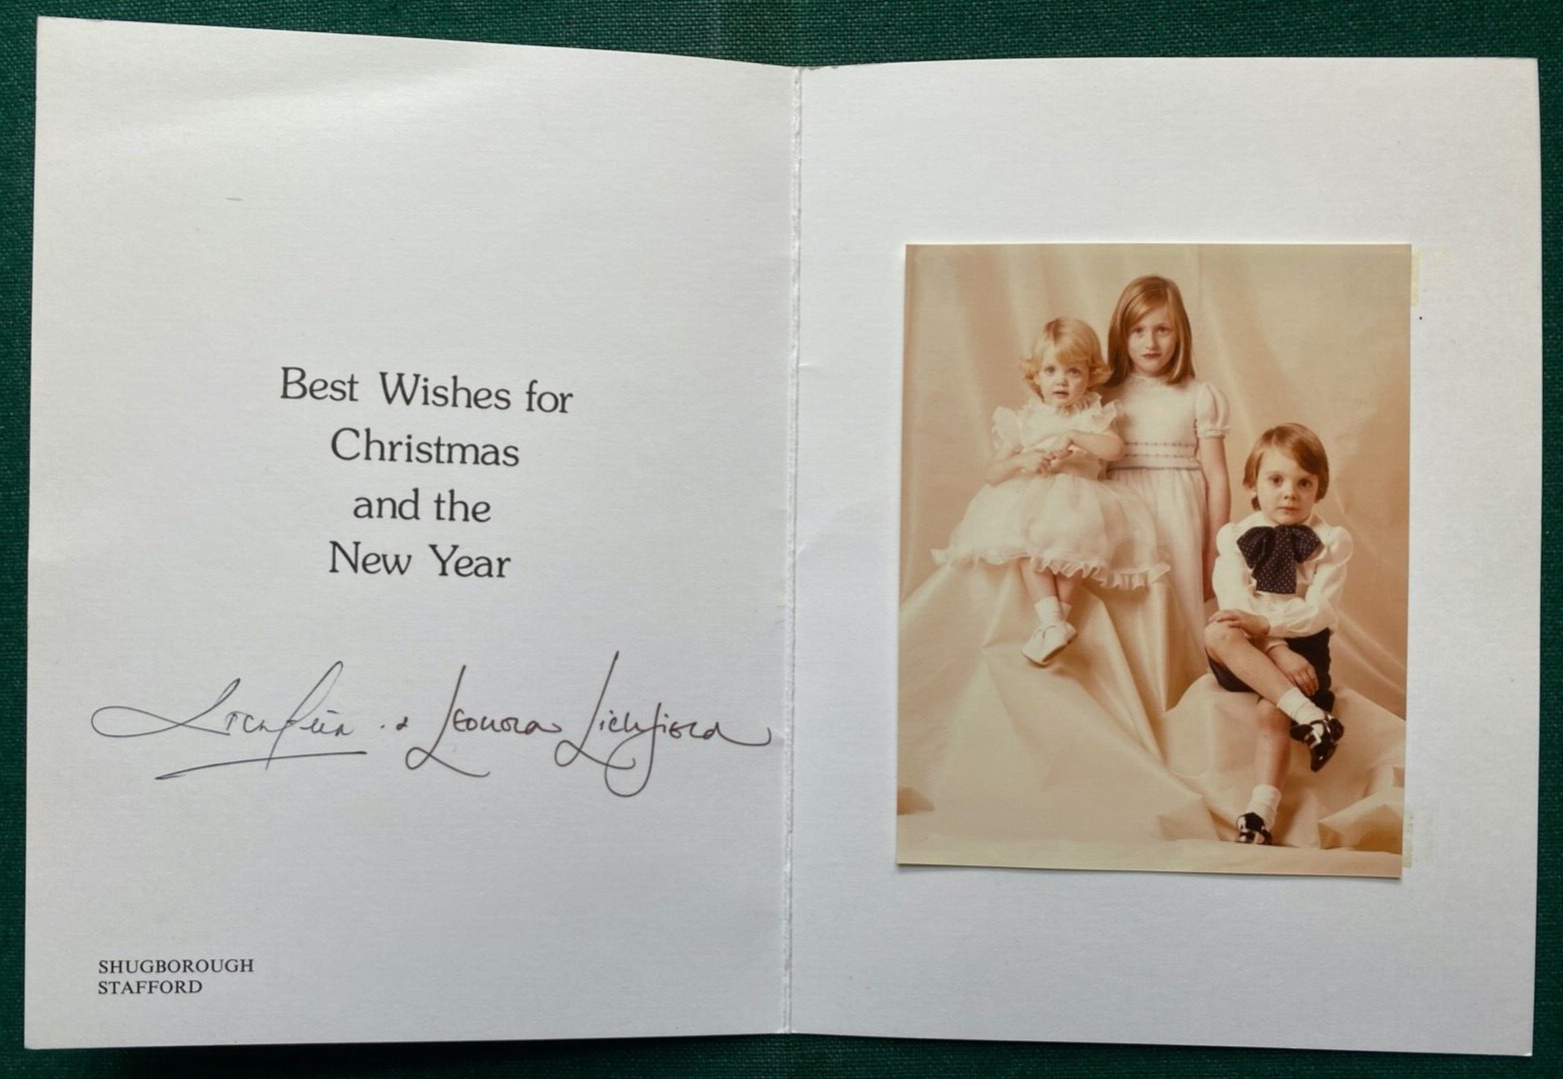 Best Wishes for
Christmas
and the
New Year
Lichfield & Leonora Lichfield
SHUGBOROUGH
STAFFORD